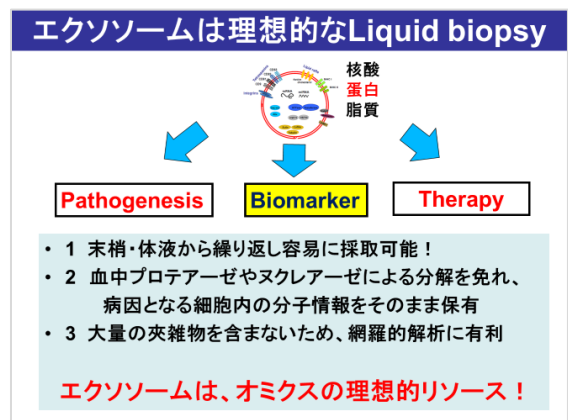 エクソソームは理想的なLiquid biopsy
核酸
蛋白
脂質
Pathogenesis
Biomarker
Therapy
• 1 末梢・体液から繰り返し容易に採取可能！
• 2 血中プロテアーゼやヌクレアーゼによる分解を免れ、
病因となる細胞内の分子情報をそのまま保有
• 3 大量の夾雑物を含まないため、網羅的解析に有利
エクソソームは、オミクスの理想的リソース！